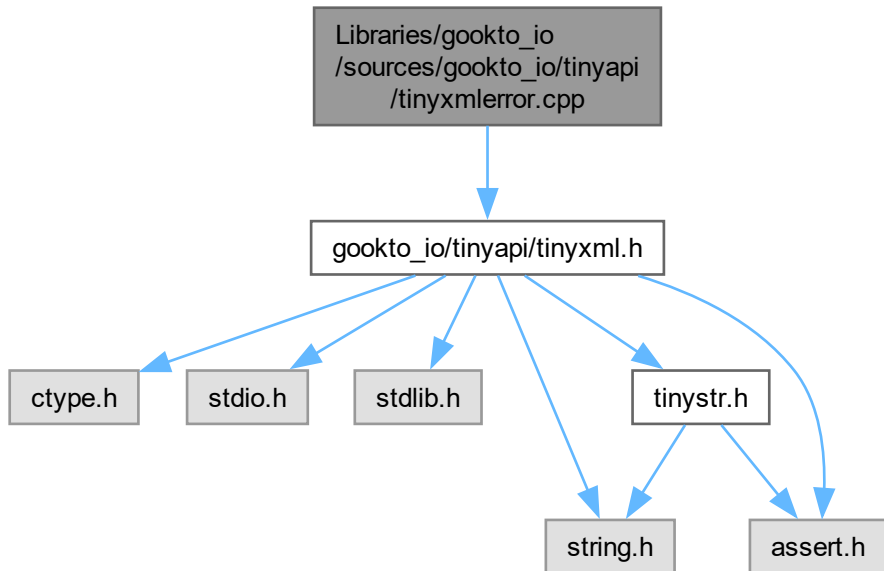 Libraries/gookto_io
/sources/gookto_io/tinyapi
/tinyxmlerror.cpp
gookto_io/tinyapi/tinyxml.h
ctype.h
stdio.h
stdlib.h
tinystr.h
string.h
assert.h